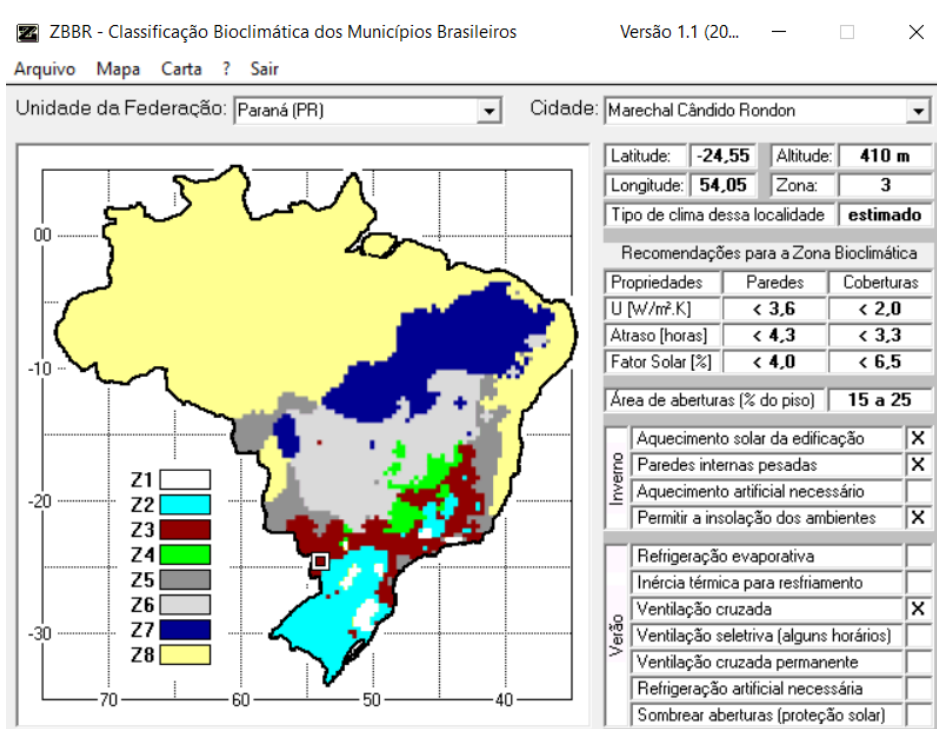 ZBBR - Classificação Bioclimática dos Municípios Brasileiros Versão 1.1 (20...
Arquivo Mapa Carta ? Sair
Unidade da Federação: Paraná (PR) Cidade: Marechal Cândido Rondon
00
-10
-20
-30
-70 -60 -50 -40
Z1
Z2
Z3
Z4
Z5
Z6
Z7
Z8
Latitude: -24,55 Altitude: 410 m
Longitude: 54,05 Zona: 3
Tipo de clima dessa localidade estimado
Recomendações para a Zona Bioclimática
Propriedades Paredes Coberturas
U [W/m².K] < 3,6 < 2,0
Atraso [horas] < 4,3 < 3,3
Fator Solar [%] < 4,0 < 6,5
Área de aberturas (% do piso) 15 a 25
Inverno
Aquecimento solar da edificação X
Paredes internas pesadas X
Aquecimento artificial necessário
Permitir a insolação dos ambientes X
Verão
Refrigeração evaporativa
Inércia térmica para resfriamento
Ventilação cruzada X
Ventilação seletriva (alguns horários)
Ventilação cruzada permanente
Refrigeração artificial necessária
Sombrear aberturas (proteção solar)